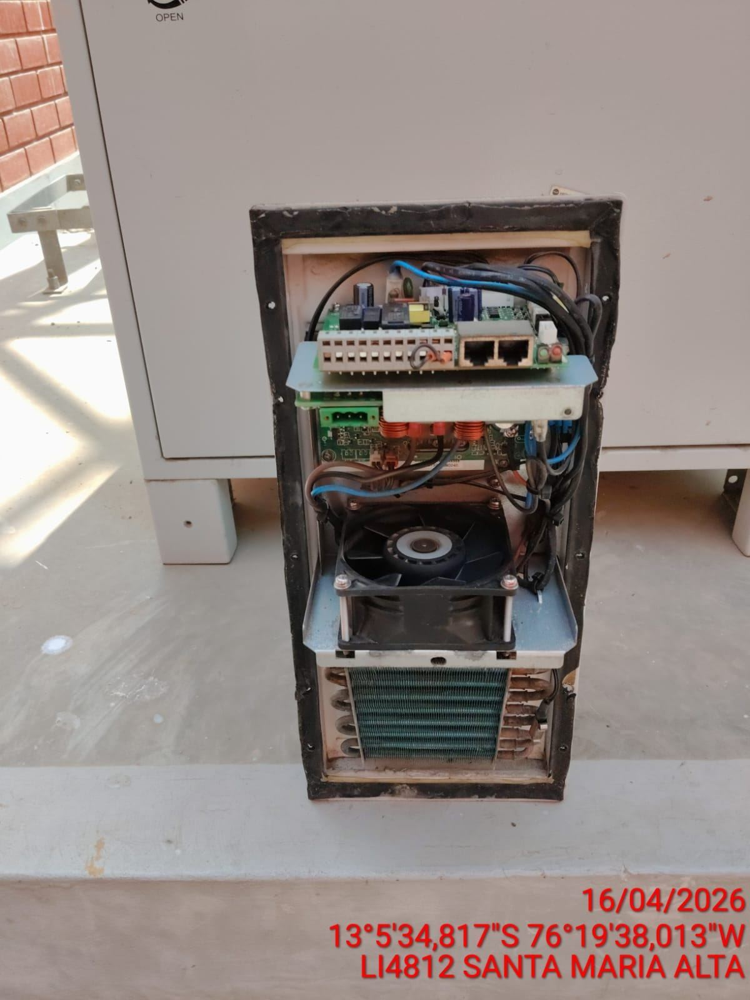 OPEN
16/04/2026
13°5'34,817"S 76°19'38,013"W
LI4812 SANTA MARIA ALTA